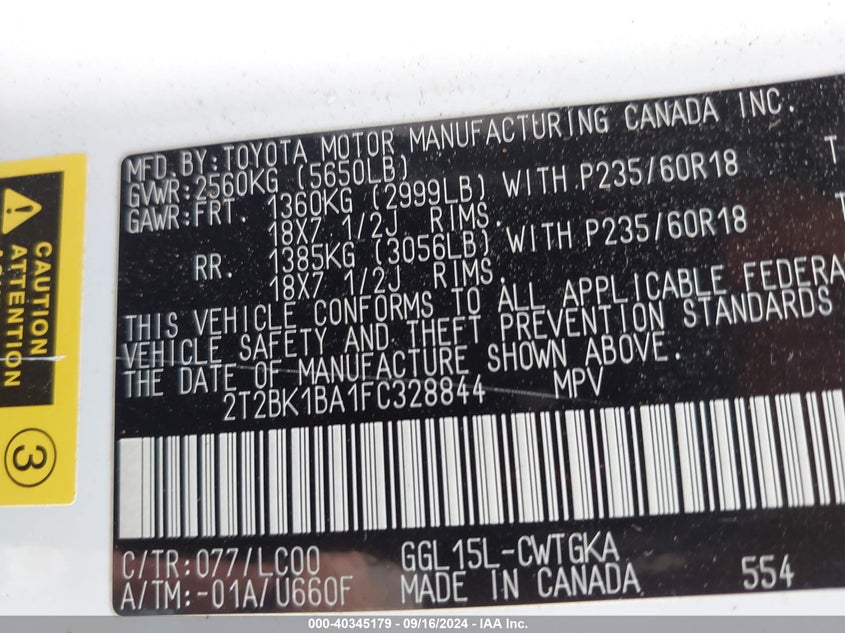 MFD.BY:TOYOTA MOTOR MANUFACTURING CANADA INC.
GVWR:2560KG (5650LB)
GAWR:FRT. 1360KG (2999LB) WITH P235/60R18 T
18X7 1/2J RIMS.
RR. 1385KG (3056LB) WITH P235/60R18
18X7 1/2J RIMS.
THIS VEHICLE CONFORMS TO ALL APPLICABLE FEDERA
VEHICLE SAFETY AND THEFT PREVENTION STANDARDS
THE DATE OF MANUFACTURE SHOWN ABOVE.
2T2BK1BA1FC328844 MPV
C/TR:077/LC00 GGL15L-CWTGKA
A/TM:-01A/U660F MADE IN CANADA 554
CAUTION
ATTENTION
3
000-40345179 - 09/16/2024 - IAA Inc.